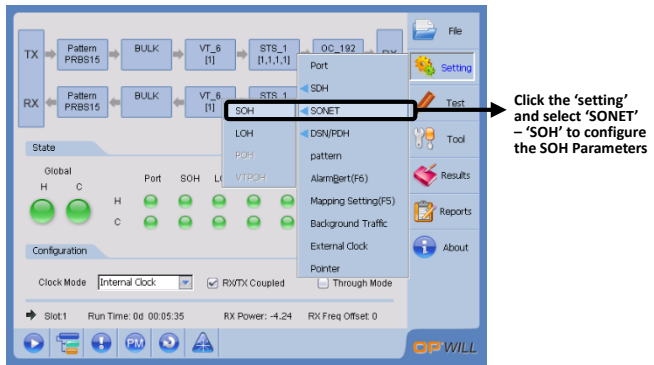 File
TX
Pattern
PRBS15
BULK
VT_6
[1]
STS_1
[1,1,1,1]
OC_192
RX
Port
Setting
SDH
RX
Pattern
PRBS15
BULK
VT_6
[1]
STS_1
Test
SOH
SONET
Click the ‘setting’
and select ‘SONET’
– ‘SOH’ to configure
the SOH Parameters
LOH
DSN/PDH
Tool
State
POH
pattern
Global
H C
Port SOH
VTPOH
AlarmBert(F6)
Results
H
Mapping Setting(F5)
Reports
C
Background Traffic
Configuration
External Clock
About
Pointer
Clock Mode
Internal Clock
RX/TX Coupled
Through Mode
Slot:1
Run Time: 0d 00:05:35
RX Power: -4.24
RX Freq Offset: 0
PM
OPWILL